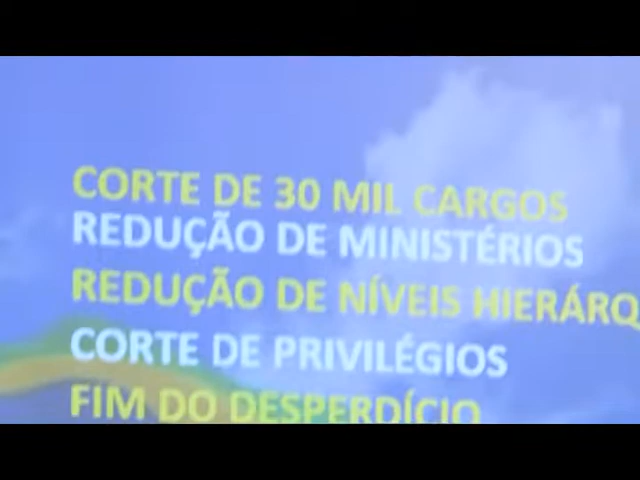 CORTE DE 30 MIL CARGOS
REDUÇÃO DE MINISTÉRIOS
REDUÇÃO DE NÍVEIS HIERÁRQ
CORTE DE PRIVILÉGIOS
FIM DO DESPERDÍCIO